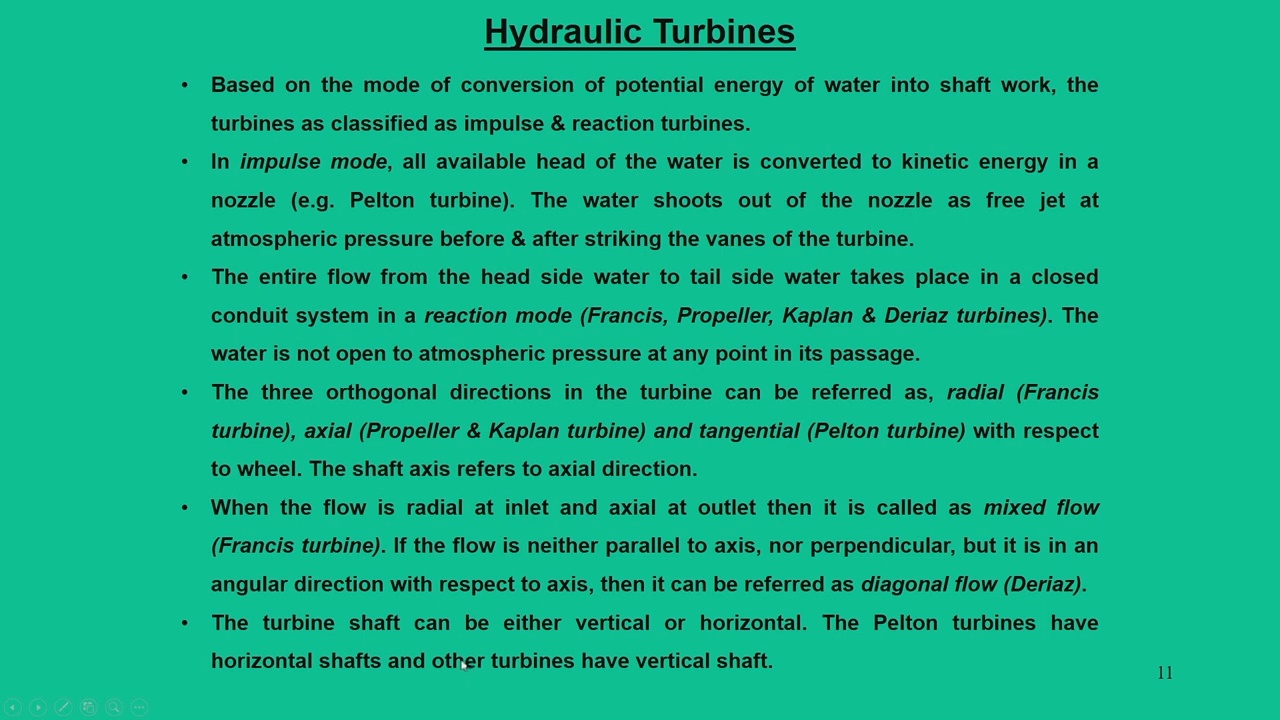 Hydraulic Turbines
• Based on the mode of conversion of potential energy of water into shaft work, the
turbines as classified as impulse & reaction turbines.
• In impulse mode, all available head of the water is converted to kinetic energy in a
nozzle (e.g. Pelton turbine). The water shoots out of the nozzle as free jet at
atmospheric pressure before & after striking the vanes of the turbine.
• The entire flow from the head side water to tail side water takes place in a closed
conduit system in a reaction mode (Francis, Propeller, Kaplan & Deriaz turbines). The
water is not open to atmospheric pressure at any point in its passage.
• The three orthogonal directions in the turbine can be referred as, radial (Francis
turbine), axial (Propeller & Kaplan turbine) and tangential (Pelton turbine) with respect
to wheel. The shaft axis refers to axial direction.
• When the flow is radial at inlet and axial at outlet then it is called as mixed flow
(Francis turbine). If the flow is neither parallel to axis, nor perpendicular, but it is in an
angular direction with respect to axis, then it can be referred as diagonal flow (Deriaz).
• The turbine shaft can be either vertical or horizontal. The Pelton turbines have
horizontal shafts and other turbines have vertical shaft.
11